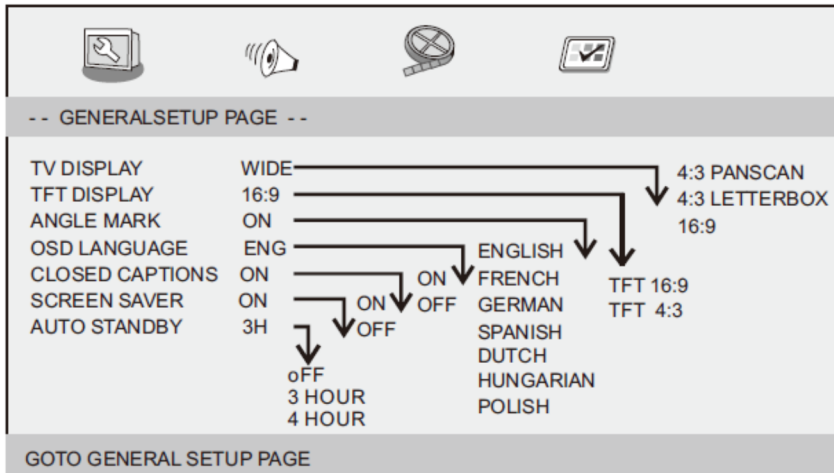 -- GENERALSETUP PAGE --
TV DISPLAY WIDE
TFT DISPLAY 16:9
ANGLE MARK ON
OSD LANGUAGE ENG
CLOSED CAPTIONS ON
SCREEN SAVER ON
AUTO STANDBY 3H
oFF
3 HOUR
4 HOUR
ON
OFF
ON
OFF
ENGLISH
FRENCH
GERMAN
SPANISH
DUTCH
HUNGARIAN
POLISH
TFT 16:9
TFT 4:3
4:3 PANSCAN
4:3 LETTERBOX
16:9
GOTO GENERAL SETUP PAGE